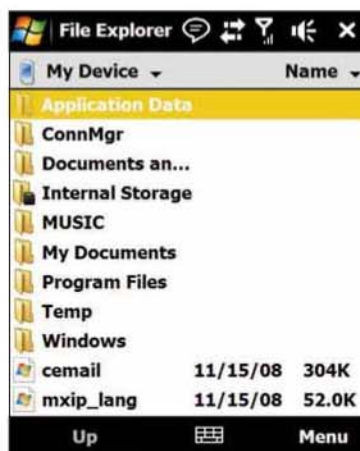 File Explorer
My Device Name
Application Data
ConnMgr
Documents an...
Internal Storage
MUSIC
My Documents
Program Files
Temp
Windows
cemail 11/15/08 304K
mxip_lang 11/15/08 52.0K
Up Menu